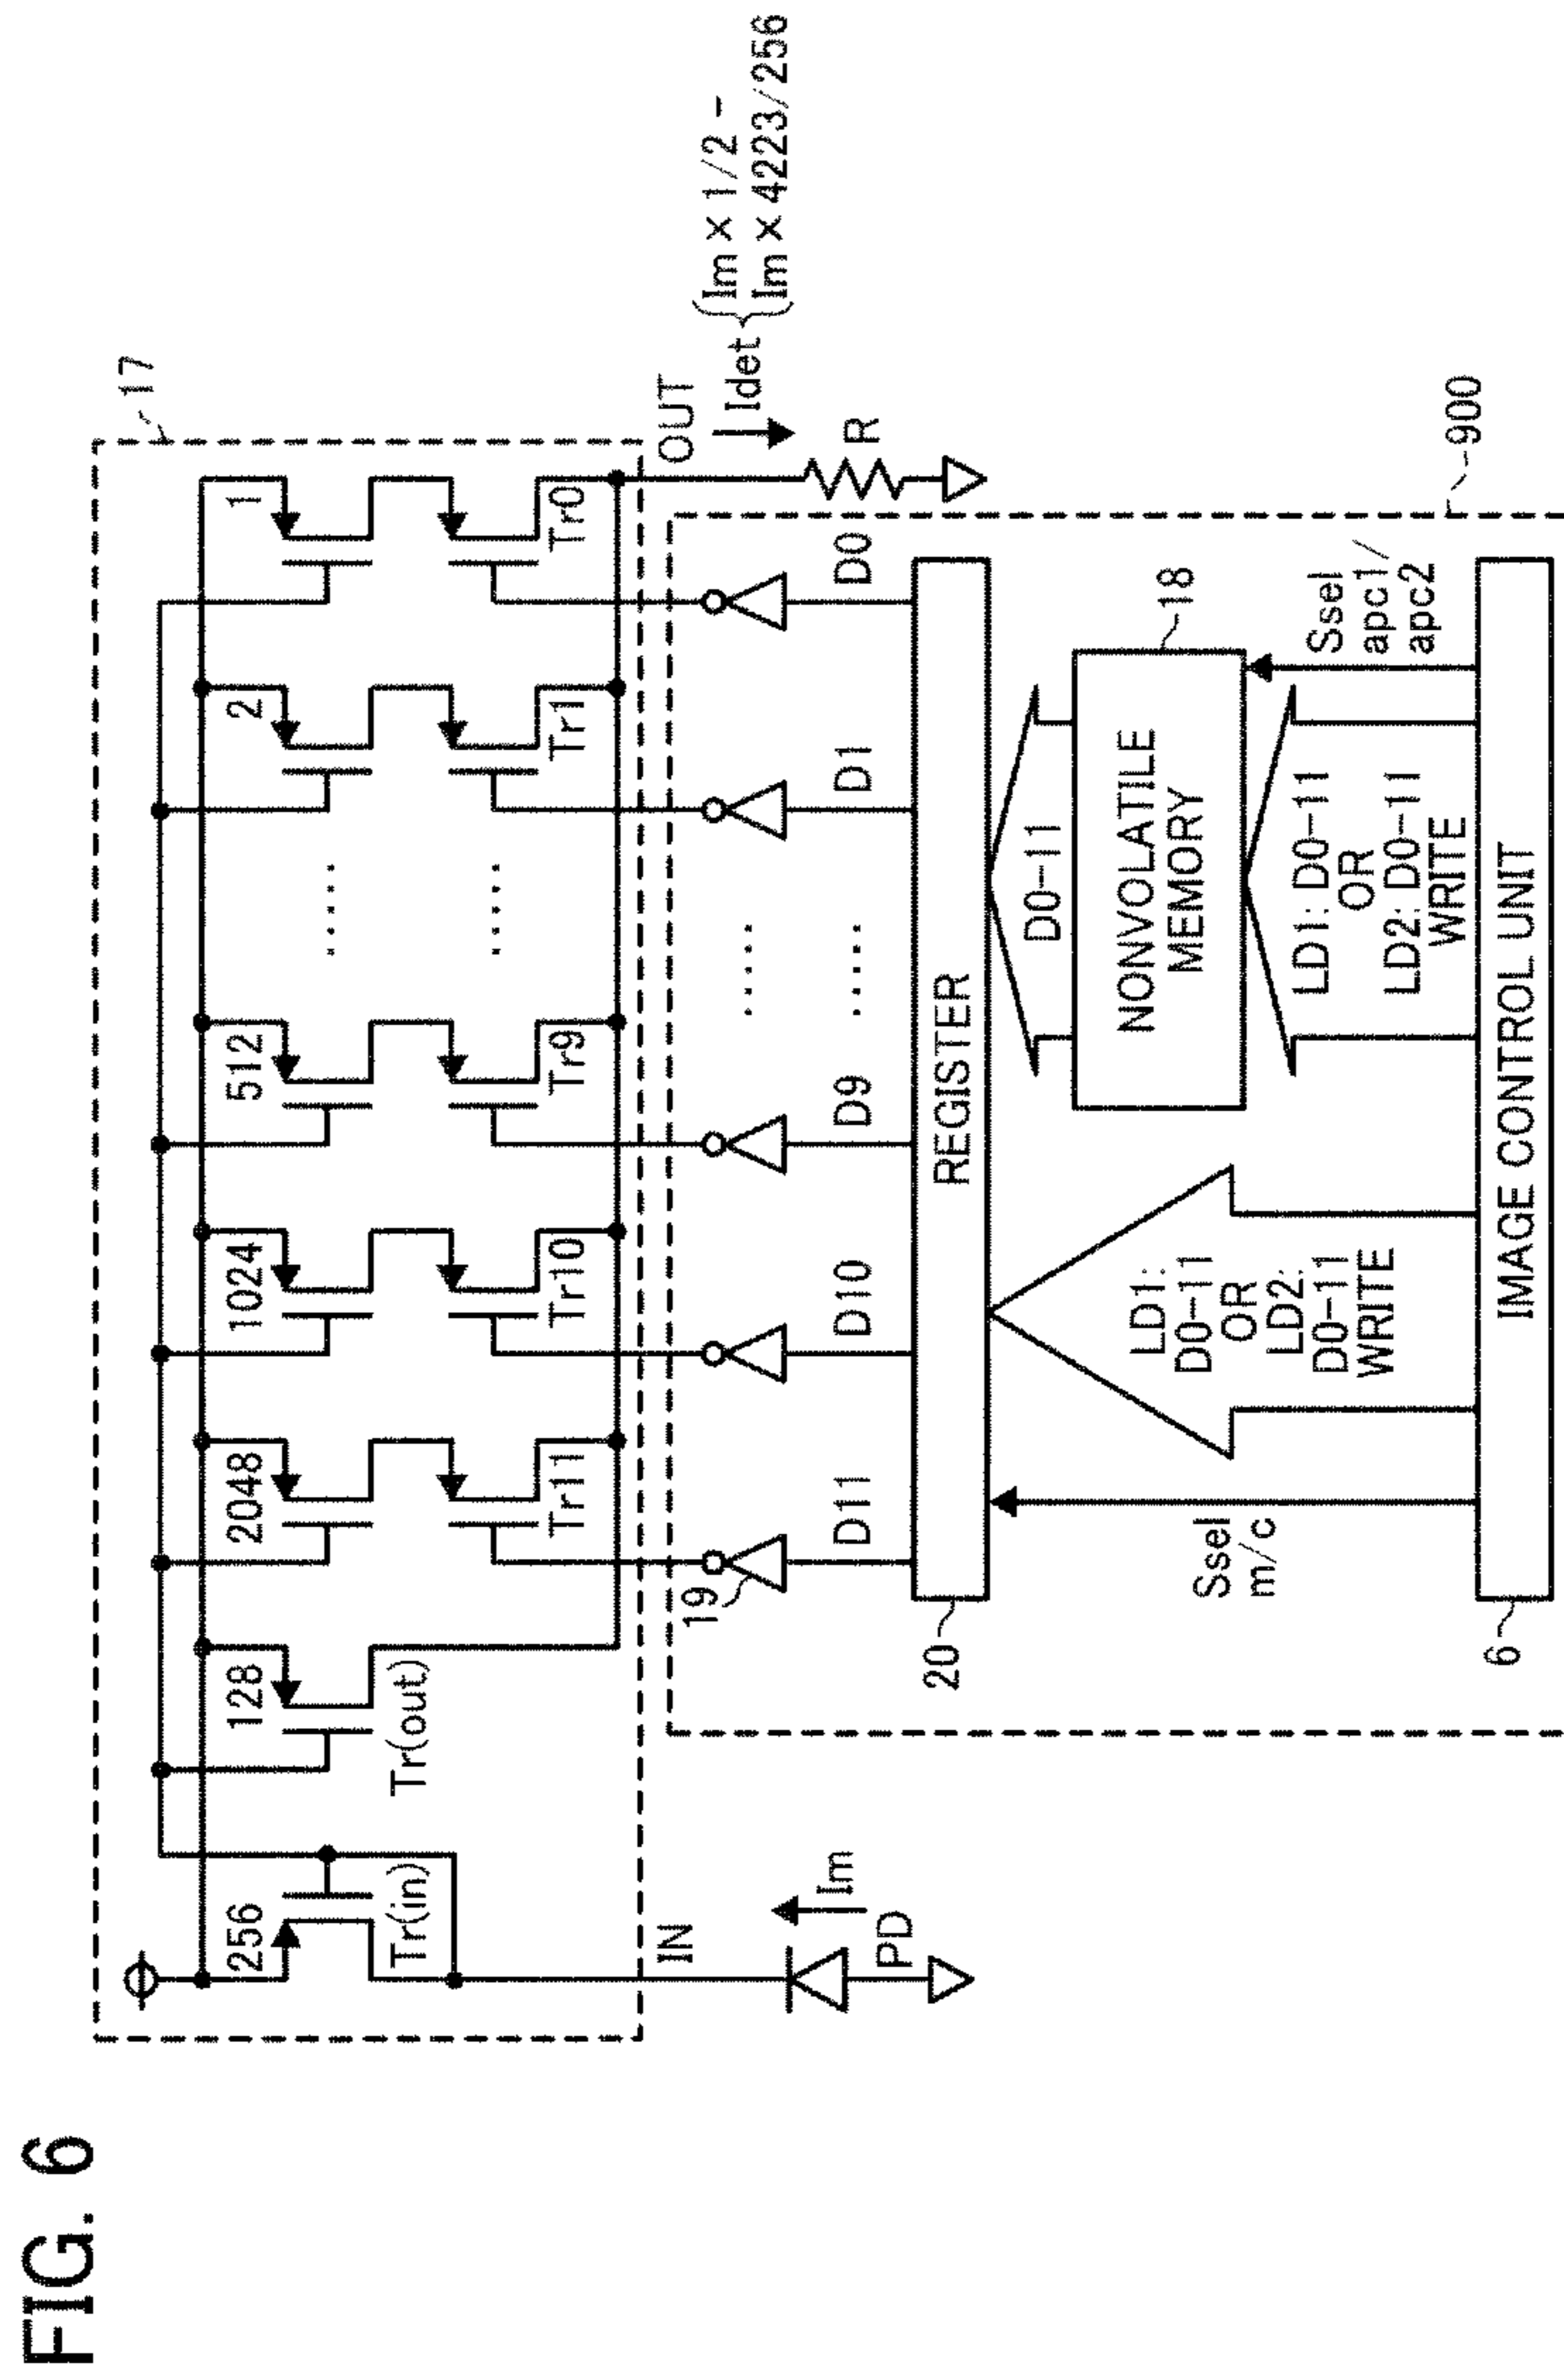 FIG. 6
17
256
128
2048
1024
512
2
1
Tr(in)
Tr(out)
Tr11
Tr10
.....
Tr9
.....
Tr1
Tr0
IN
OUT
Im
PD
Idet
Im × 1/2 -
Im × 4223/256
R
19
.....
D11
D10
D9
.....
D1
D0
900
20
REGISTER
D0-11
18
NONVOLATILE
MEMORY
Ssel
m/c
LD1:
D0-11
OR
LD2:
D0-11
WRITE
LD1: D0-11
OR
LD2: D0-11
WRITE
Ssel
apc1/
apc2
6
IMAGE CONTROL UNIT